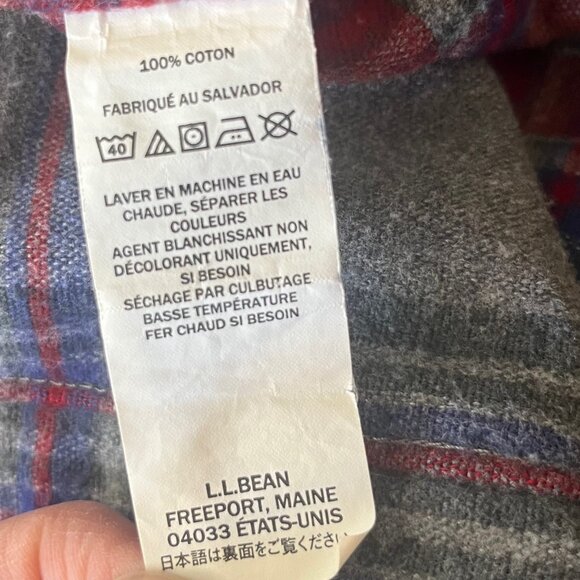 100% COTON
FABRIQUÉ AU SALVADOR
40
LAVER EN MACHINE EN EAU
CHAUDE, SÉPARER LES
COULEURS
AGENT BLANCHISSANT NON
DÉCOLORANT UNIQUEMENT,
SI BESOIN
SÉCHAGE PAR CULBUTAGE
BASSE TEMPÉRATURE
FER CHAUD SI BESOIN
L.L.BEAN
FREEPORT, MAINE
04033 ÉTATS-UNIS
日本語は裏面をご覧ください